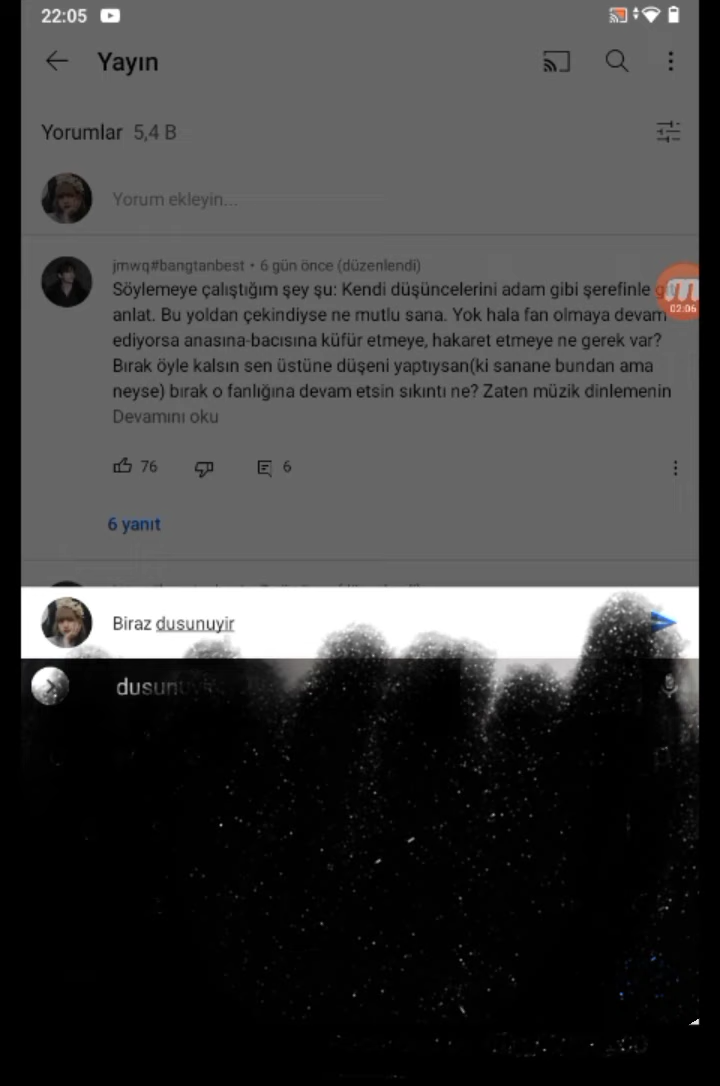 22:05
Yayın
Yorumlar 5,4 B
Yorum ekleyin...
jmwq#bangtanbest • 6 gün önce (düzenlendi)
Söylemeye çalıştığım şey şu: Kendi düşüncelerini adam gibi şerefinle
anlat. Bu yoldan çekindiyse ne mutlu sana. Yok hala fan olmaya devam
ediyorsa anasına-bacısına küfür etmeye, hakaret etmeye ne gerek var?
Bırak öyle kalsın sen üstüne düşeni yaptıysan(ki sanane bundan ama
neyse) bırak o fanlığına devam etsin sıkıntı ne? Zaten müzik dinlemenin
Devamını oku
02:06
76
6
6 yanıt
Biraz dusunuyir